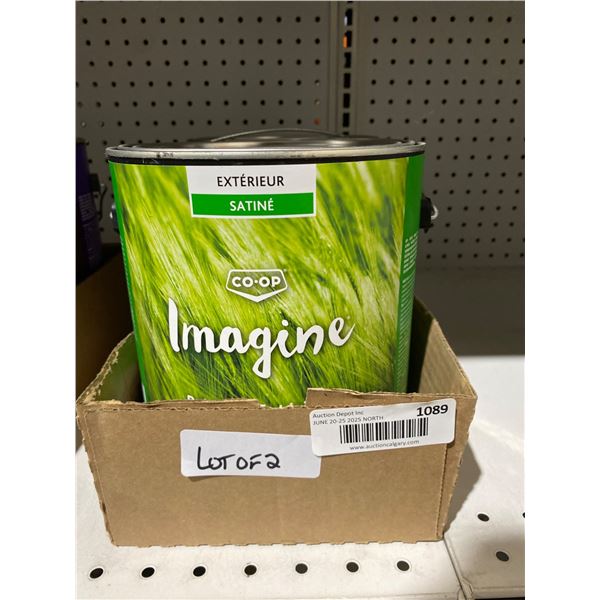 EXTÉRIEUR
SATINÉ
CO·OP
Imagine
Auction Depot Inc
JUNE 20-25 2025 NORTH
1089
www.auctioncalgary.com
LOT OF 2